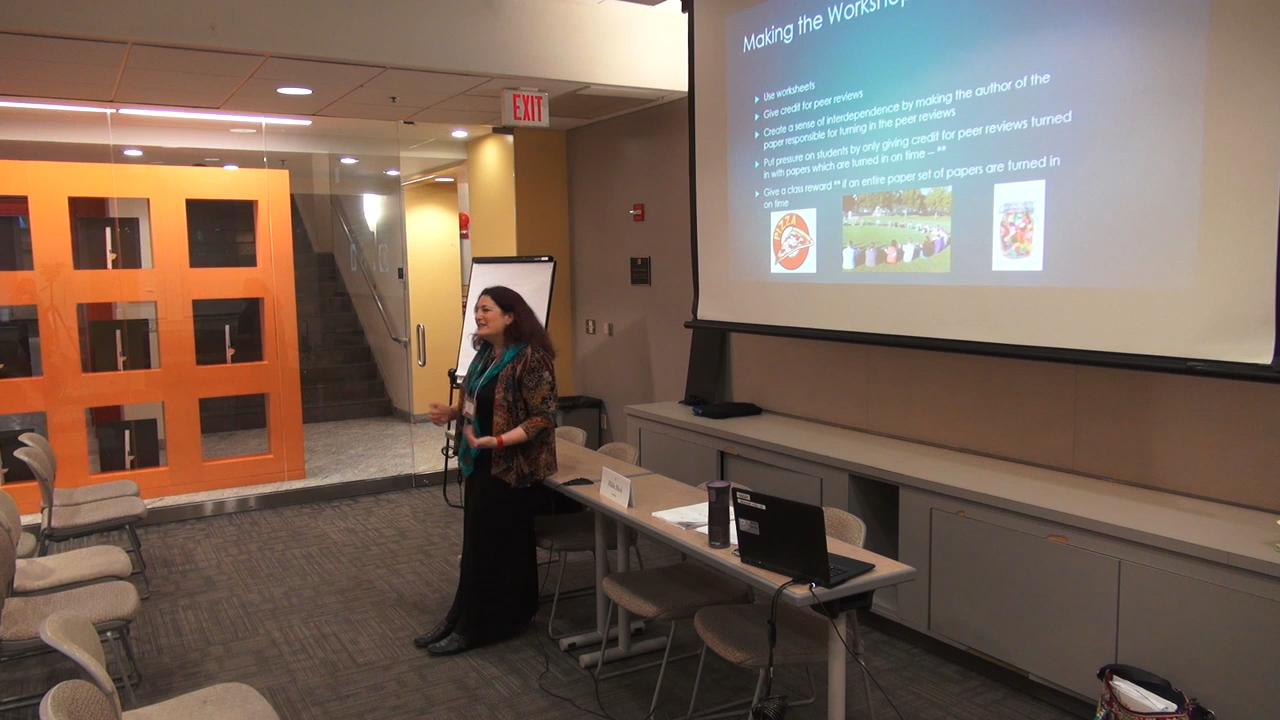 Making the Workshop
EXIT
Use worksheets
Give credit for peer reviews
Create a sense of interdependence by making the author of the
paper responsible for turning in the peer reviews
Put pressure on students by only giving credit for peer reviews turned
in with papers which are turned in on time – **
Give a class reward ** if an entire paper set of papers are turned in
on time
PIZZA